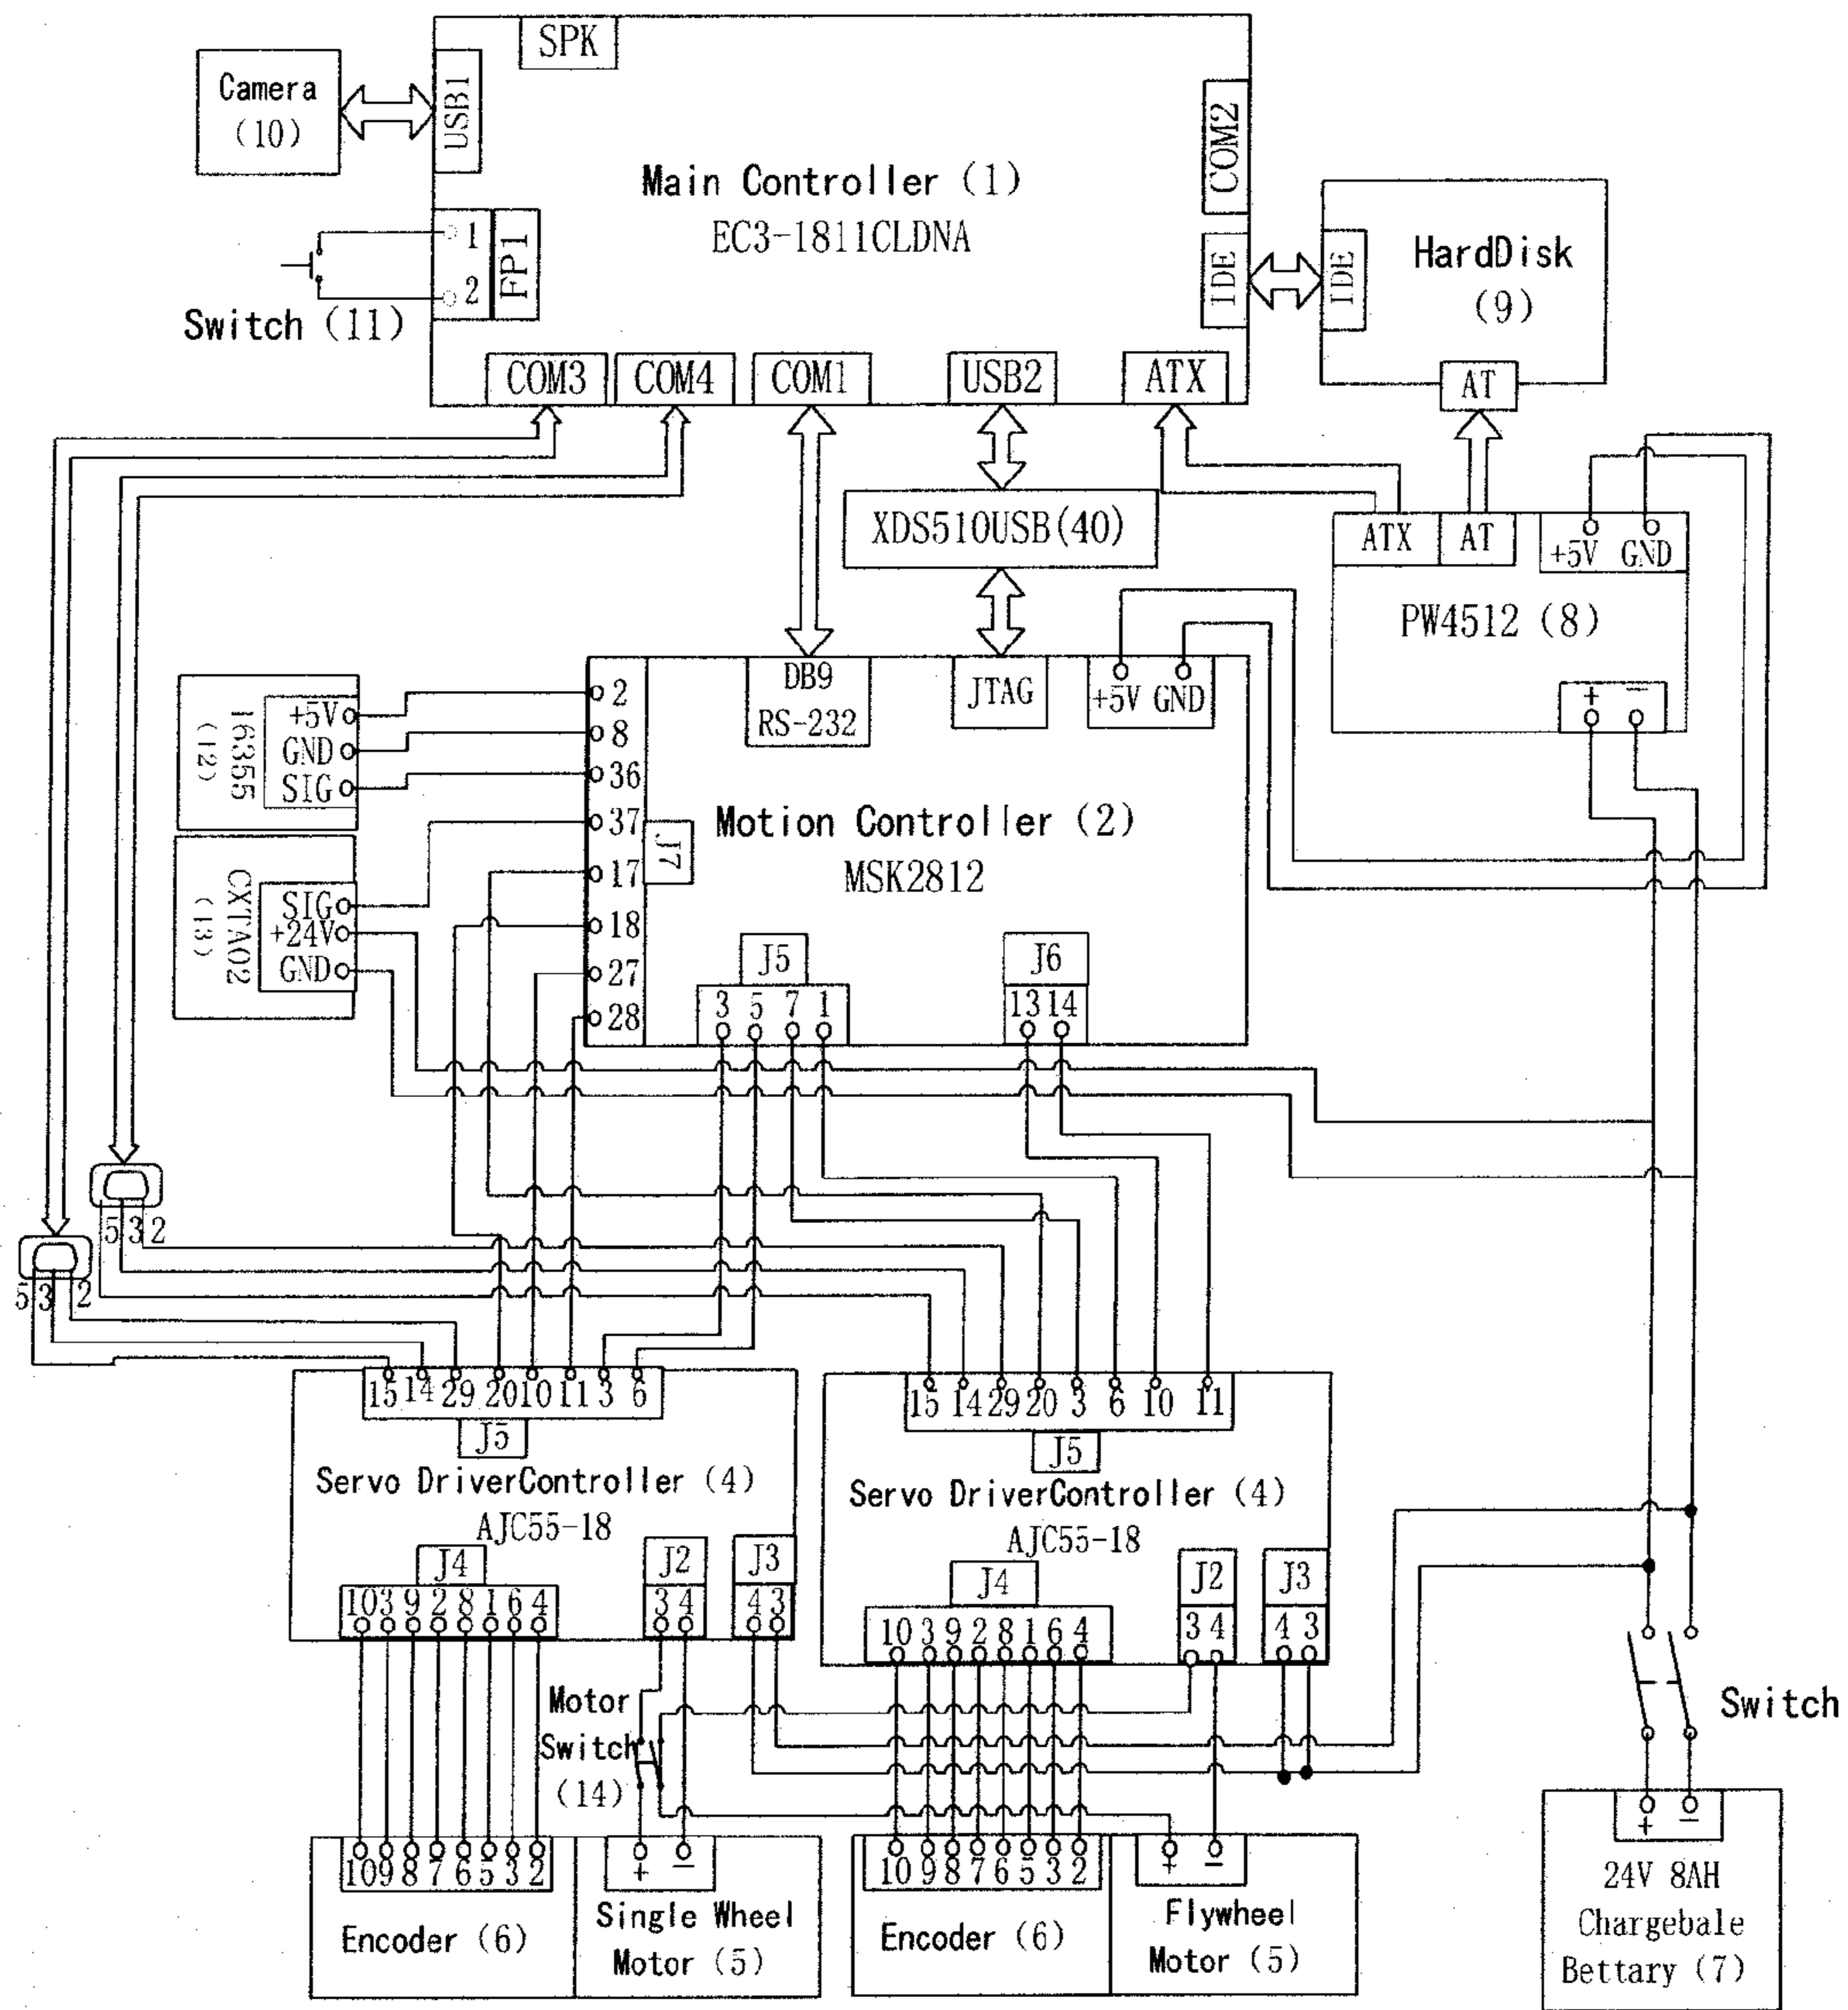 SPK
Camera
(10)
USB1
COM2
Main Controller (1)
EC3-1811CLDNA
1
2
FP1
IDE
IDE
HardDisk
(9)
Switch (11)
COM3
COM4
COM1
USB2
ATX
AT
XDS510USB(40)
ATX
AT
+5V GND
PW4512 (8)
+ −
16355
(12)
+5V
GND
SIG
2
8
36
37
17
18
27
28
J7
DB9
RS-232
JTAG
+5V GND
Motion Controller (2)
MSK2812
CXTA02
(13)
SIG
+24V
GND
J5
3 5 7 1
J6
13 14
5 3 2
5 3 2
15 14 29 20 10 11 3 6
J5
Servo DriverController (4)
AJC55-18
J4
10 3 9 2 8 1 6 4
J2
3 4
J3
4 3
15 14 29 20 3 6 10 11
J5
Servo DriverController (4)
AJC55-18
J4
10 3 9 2 8 1 6 4
J2
3 4
J3
4 3
Motor
Switch
(14)
Switch
10 9 8 7 6 5 3 2
Encoder (6)
+ −
Single Wheel
Motor (5)
10 9 8 7 6 5 3 2
Encoder (6)
+ −
Flywheel
Motor (5)
+ −
24V 8AH
Chargebale
Bettary (7)